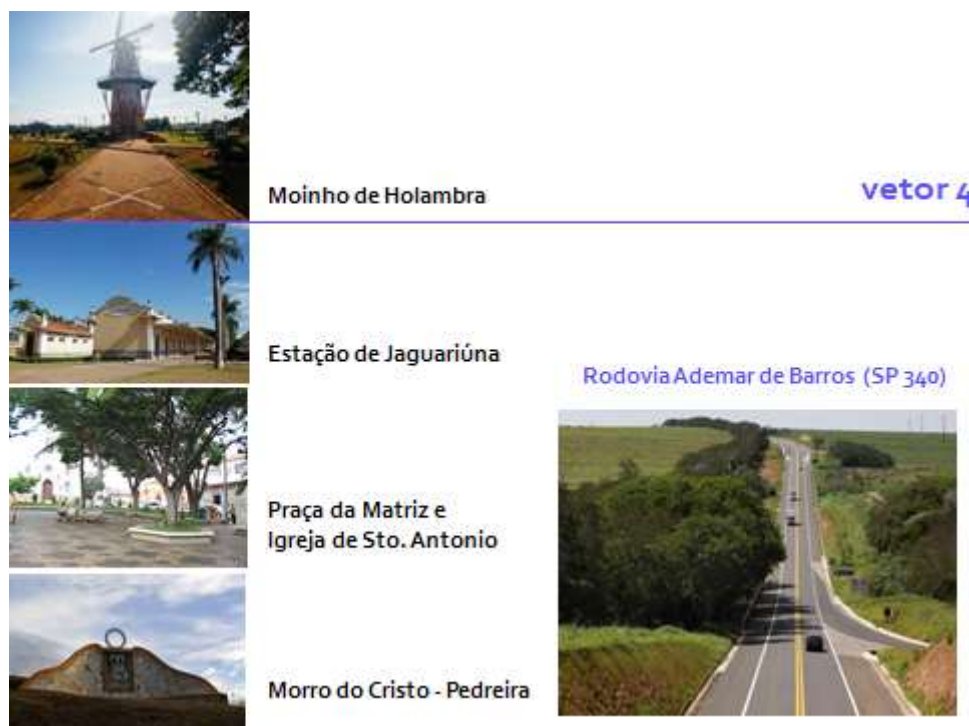 Moinho de Holambra
vetor 4
Estação de Jaguariúna
Rodovia Ademar de Barros (SP 340)
Praça da Matriz e
Igreja de Sto. Antonio
Morro do Cristo - Pedreira